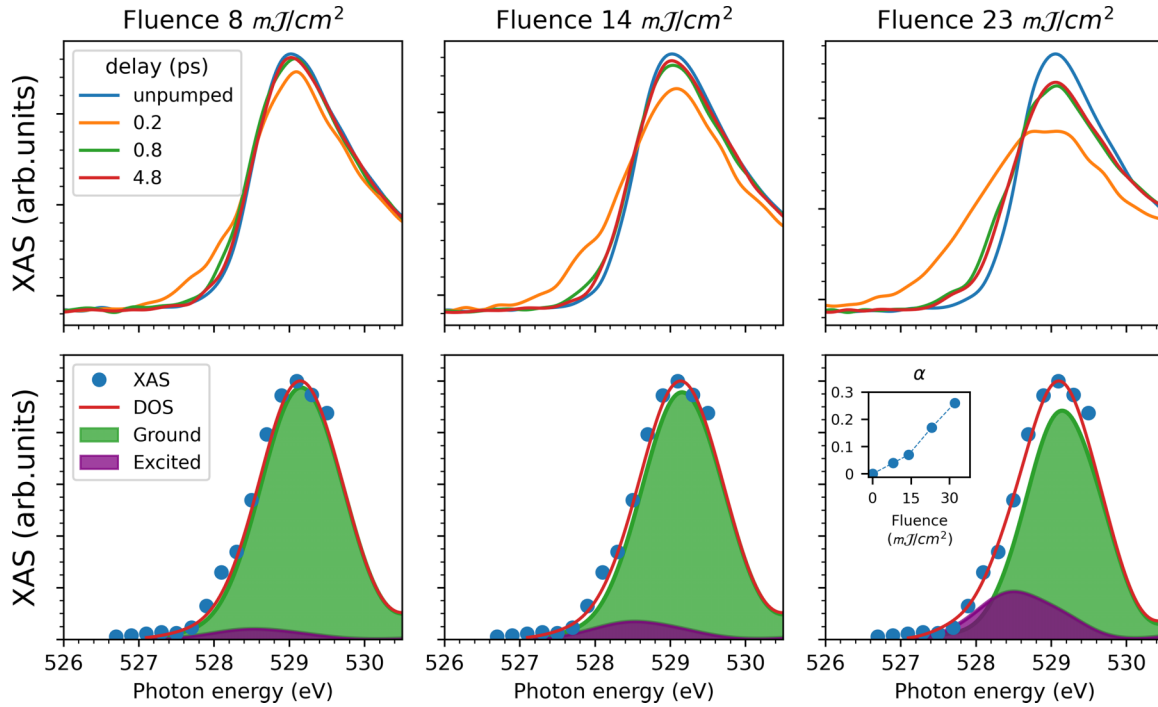 Fluence 8 mJ/cm²
Fluence 14 mJ/cm²
Fluence 23 mJ/cm²
XAS (arb.units)
delay (ps)
unpumped
0.2
0.8
4.8
XAS (arb.units)
XAS
DOS
Ground
Excited
α
0.3
0.2
0.1
0
0 15 30
Fluence
(mJ/cm²)
526 527 528 529 530
526 527 528 529 530
526 527 528 529 530
Photon energy (eV)
Photon energy (eV)
Photon energy (eV)